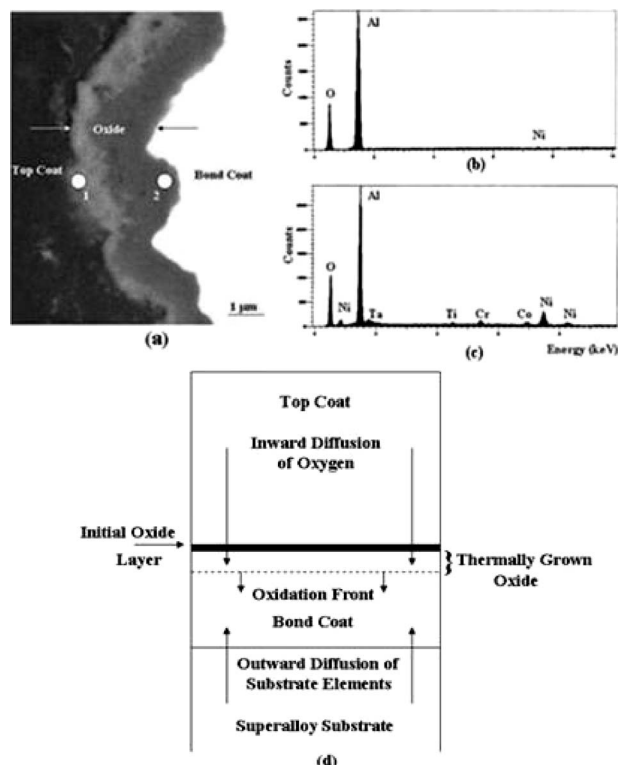 Oxide
Top Coat
Bond Coat
1
2
1 μm
(a)
Counts
Al
O
Ni
(b)
Counts
Al
O
Ni
Ta
Ti
Cr
Co
Ni
Ni
(c)
Energy (keV)
Top Coat
Inward Diffusion
of Oxygen
Initial Oxide
Layer
Thermally Grown
Oxide
Oxidation Front
Bond Coat
Outward Diffusion of
Substrate Elements
Superalloy Substrate
(d)